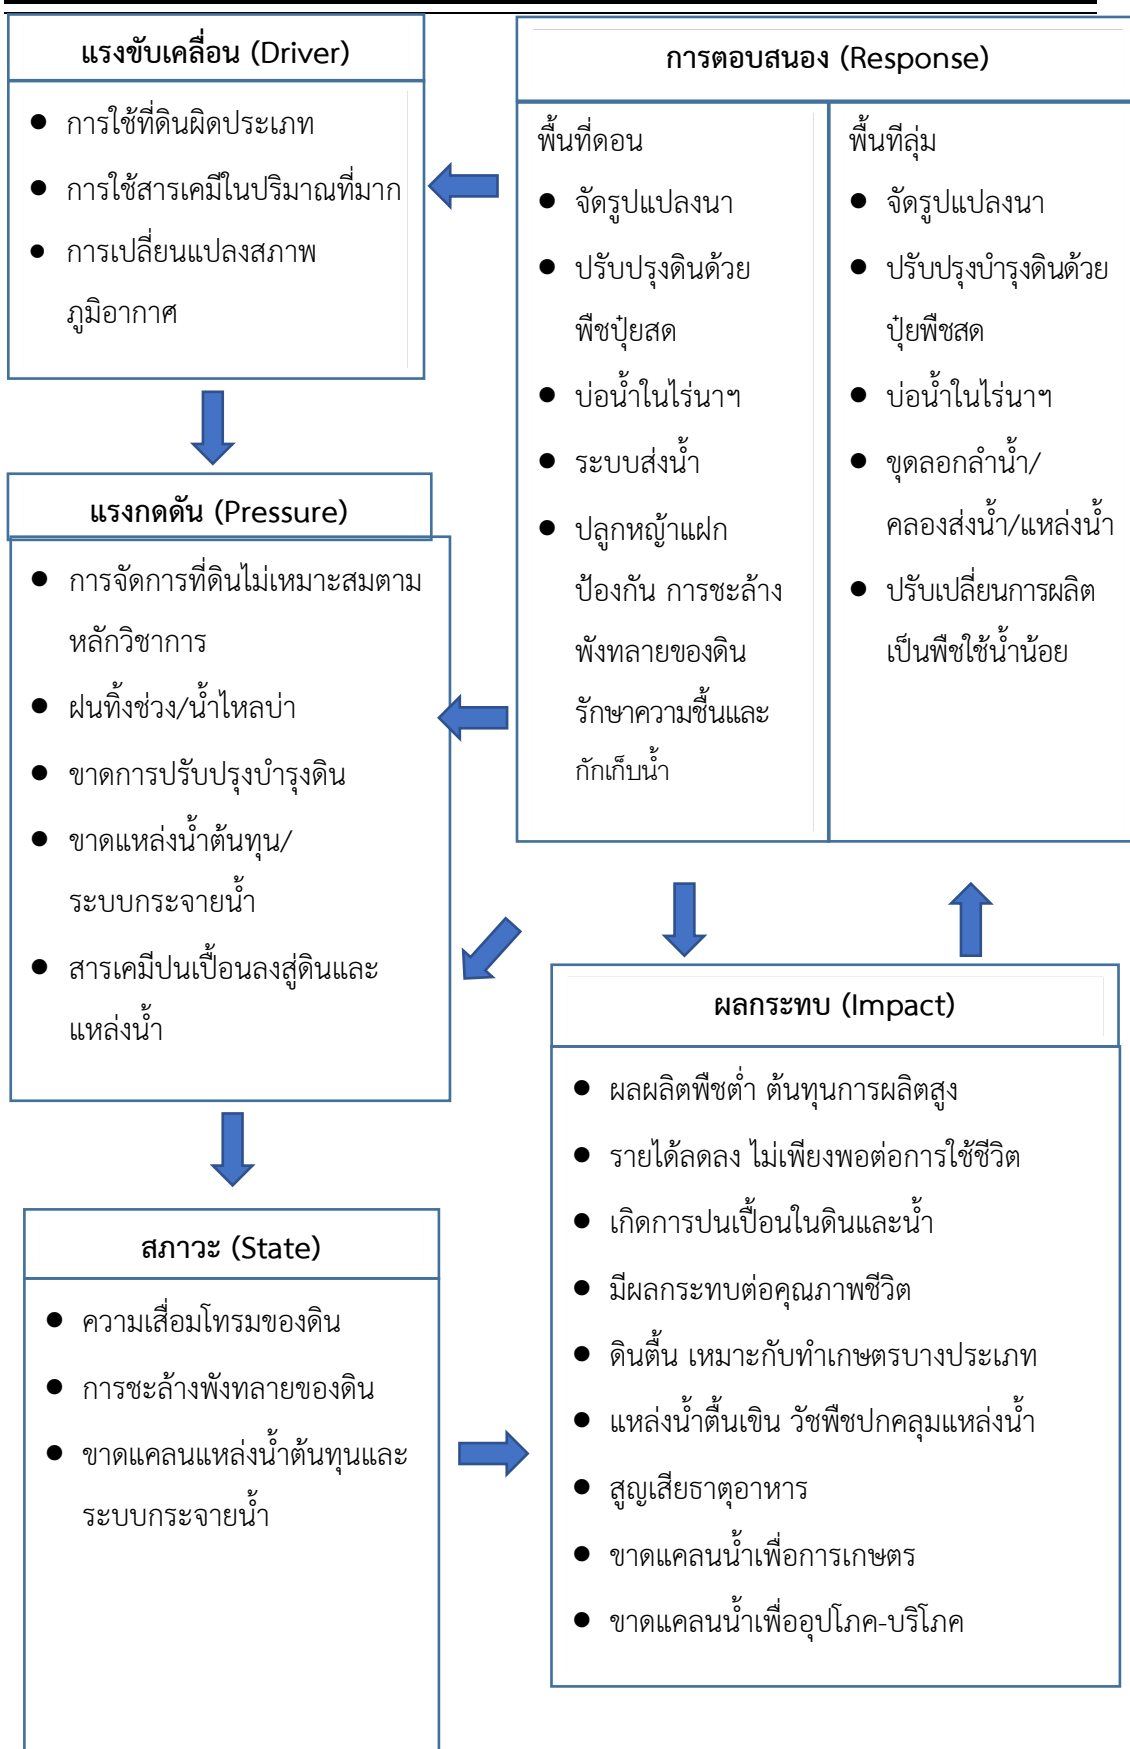 แรงขับเคลื่อน (Driver)
● การใช้ที่ดินผิดประเภท
● การใช้สารเคมีในปริมาณที่มาก
● การเปลี่ยนแปลงสภาพ
ภูมิอากาศ
การตอบสนอง (Response)
พื้นที่ดอน
● จัดรูปแปลงนา
● ปรับปรุงดินด้วย
พืชปุ๋ยสด
● บ่อน้ำในไร่นาฯ
● ระบบส่งน้ำ
● ปลูกหญ้าแฝก
ป้องกัน การชะล้าง
พังทลายของดิน
รักษาความชื้นและ
กักเก็บน้ำ
พื้นที่ลุ่ม
● จัดรูปแปลงนา
● ปรับปรุงบำรุงดินด้วย
ปุ๋ยพืชสด
● บ่อน้ำในไร่นาฯ
● ขุดลอกลำน้ำ/
คลองส่งน้ำ/แหล่งน้ำ
● ปรับเปลี่ยนการผลิต
เป็นพืชใช้น้ำน้อย
แรงกดดัน (Pressure)
● การจัดการที่ดินไม่เหมาะสมตาม
หลักวิชาการ
● ฝนทิ้งช่วง/น้ำไหลบ่า
● ขาดการปรับปรุงบำรุงดิน
● ขาดแหล่งน้ำต้นทุน/
ระบบกระจายน้ำ
● สารเคมีปนเปื้อนลงสู่ดินและ
แหล่งน้ำ
สภาวะ (State)
● ความเสื่อมโทรมของดิน
● การชะล้างพังทลายของดิน
● ขาดแคลนแหล่งน้ำต้นทุนและ
ระบบกระจายน้ำ
ผลกระทบ (Impact)
● ผลผลิตพืชต่ำ ต้นทุนการผลิตสูง
● รายได้ลดลง ไม่เพียงพอต่อการใช้ชีวิต
● เกิดการปนเปื้อนในดินและน้ำ
● มีผลกระทบต่อคุณภาพชีวิต
● ดินตื้น เหมาะกับทำเกษตรบางประเภท
● แหล่งน้ำตื้นเขิน วัชพืชปกคลุมแหล่งน้ำ
● สูญเสียธาตุอาหาร
● ขาดแคลนน้ำเพื่อการเกษตร
● ขาดแคลนน้ำเพื่ออุปโภค-บริโภค